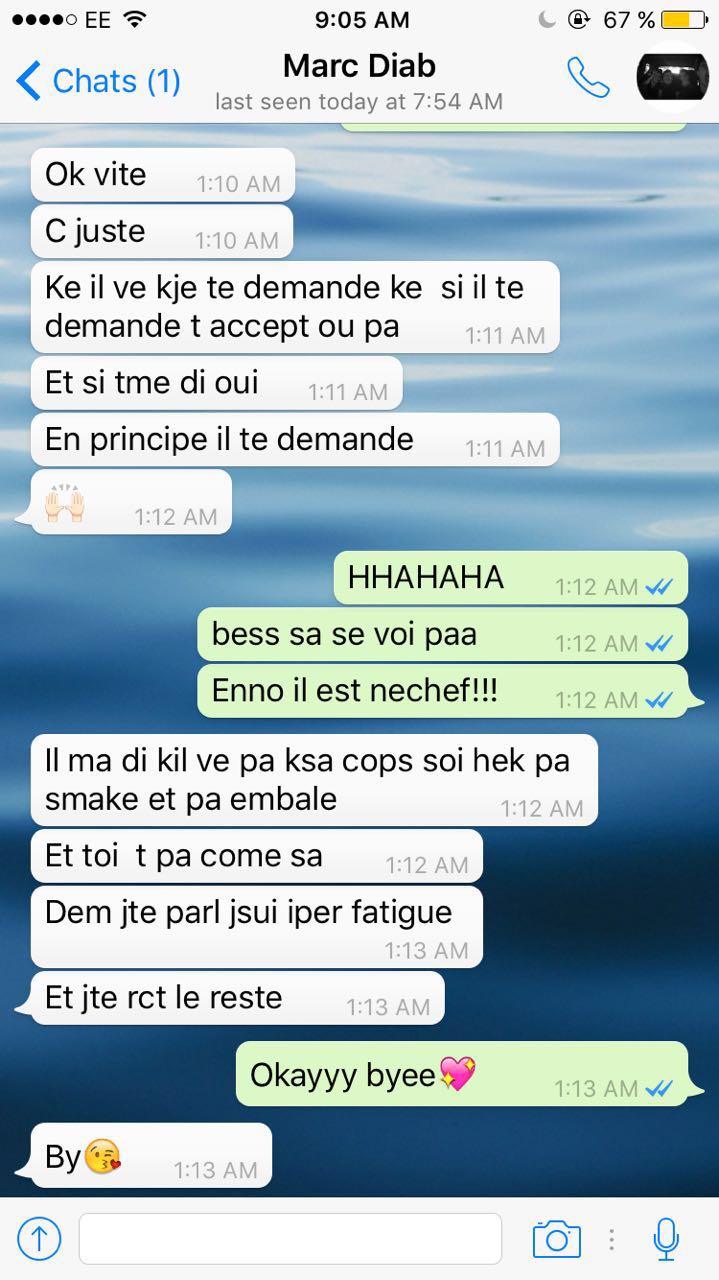 EE 9:05 AM 67 %
Chats (1)
Marc Diab
last seen today at 7:54 AM
Ok vite 1:10 AM
C juste 1:10 AM
Ke il ve kje te demande ke si il te
demande t accept ou pa 1:11 AM
Et si tme di oui 1:11 AM
En principe il te demande 1:11 AM
🙌🏻 1:12 AM
HHAHAHA 1:12 AM
bess sa se voi paa 1:12 AM
Enno il est nechef!!! 1:12 AM
Il ma di kil ve pa ksa cops soi hek pa
smake et pa embale 1:12 AM
Et toi t pa come sa 1:12 AM
Dem jte parl jsui iper fatigue
1:13 AM
Et jte rct le reste 1:13 AM
Okayyy byee💖 1:13 AM
By😘 1:13 AM